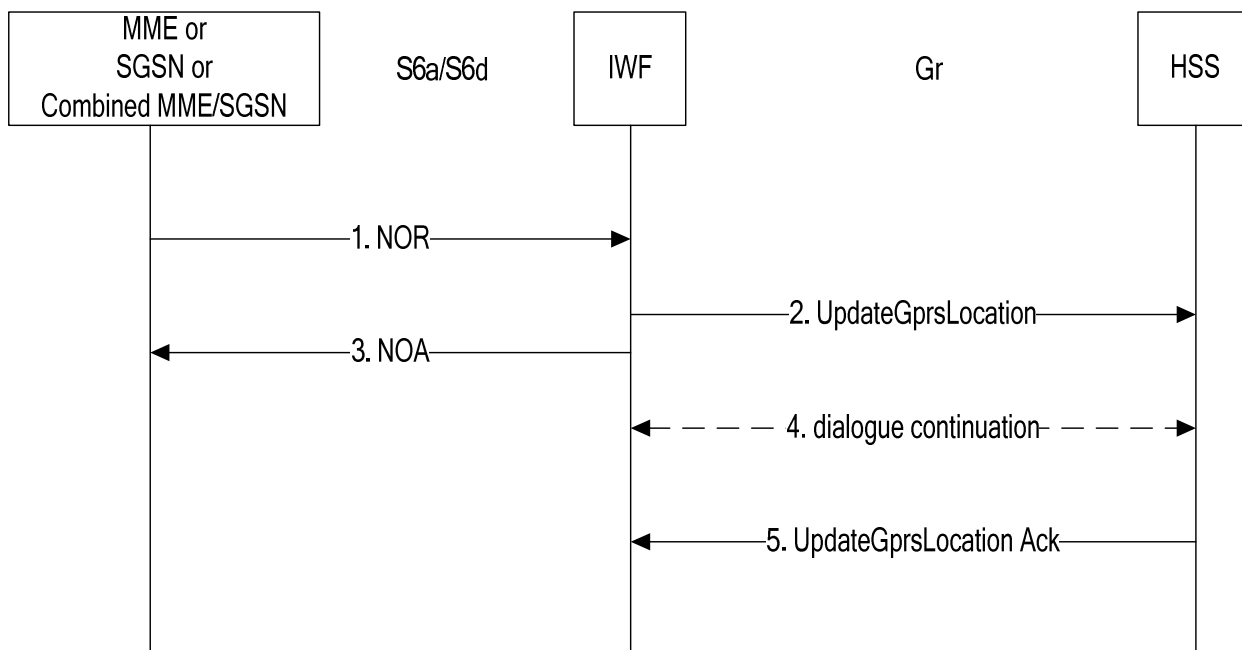 MME or
SGSN or
Combined MME/SGSN
S6a/S6d
IWF
Gr
HSS
1. NOR
2. UpdateGprsLocation
3. NOA
4. dialogue continuation
5. UpdateGprsLocation Ack